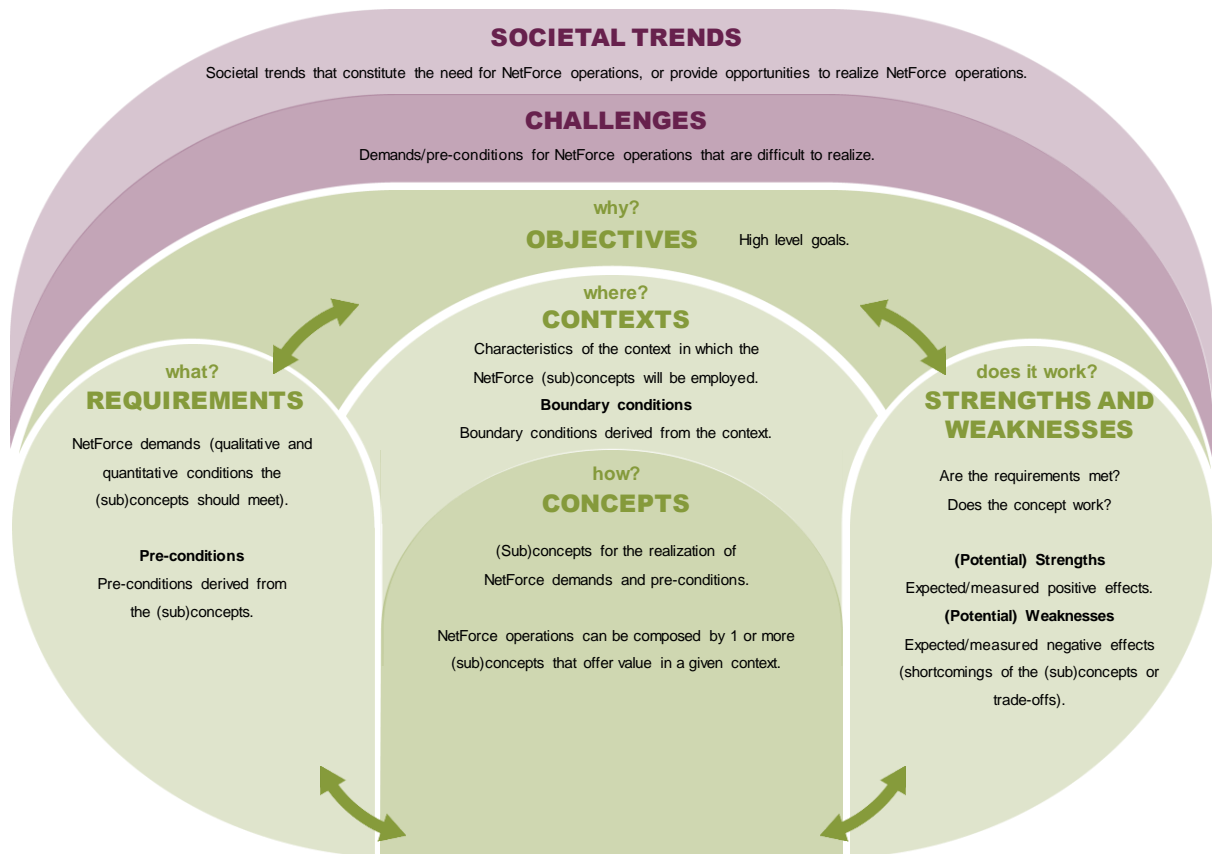 SOCIETAL TRENDS
Societal trends that constitute the need for NetForce operations, or provide opportunities to realize NetForce operations.
CHALLENGES
Demands/pre-conditions for NetForce operations that are difficult to realize.
why?
OBJECTIVES
High level goals.
where?
CONTEXTS
Characteristics of the context in which the
NetForce (sub)concepts will be employed.
Boundary conditions
Boundary conditions derived from the context.
what?
REQUIREMENTS
NetForce demands (qualitative and
quantitative conditions the
(sub)concepts should meet).
Pre-conditions
Pre-conditions derived from
the (sub)concepts.
how?
CONCEPTS
(Sub)concepts for the realization of
NetForce demands and pre-conditions.
NetForce operations can be composed by 1 or more
(sub)concepts that offer value in a given context.
does it work?
STRENGTHS AND
WEAKNESSES
Are the requirements met?
Does the concept work?
(Potential) Strengths
Expected/measured positive effects.
(Potential) Weaknesses
Expected/measured negative effects
(shortcomings of the (sub)concepts or
trade-offs).